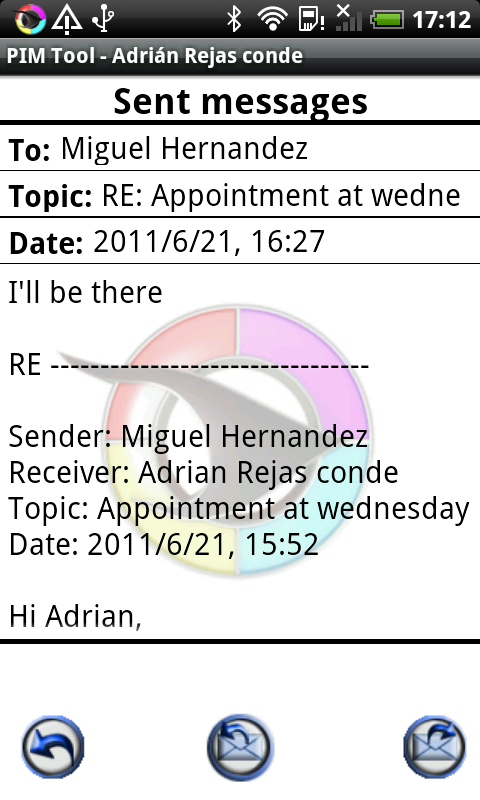 17:12
PIM Tool - Adrián Rejas conde
Sent messages
To: Miguel Hernandez
Topic: RE: Appointment at wedne
Date: 2011/6/21, 16:27
I'll be there
RE --------------------------------
Sender: Miguel Hernandez
Receiver: Adrian Rejas conde
Topic: Appointment at wednesday
Date: 2011/6/21, 15:52
Hi Adrian,